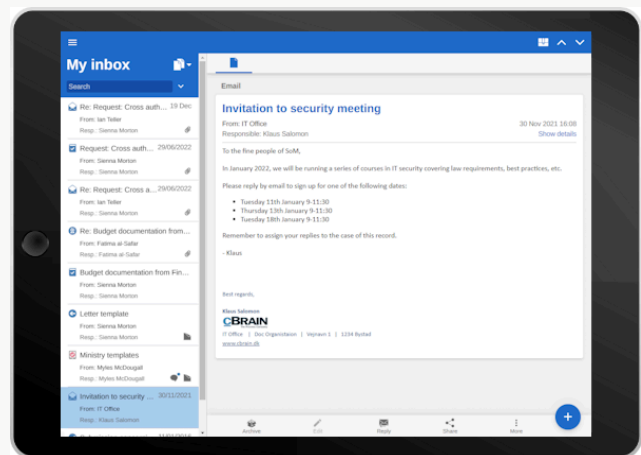 My inbox
Search
Re: Request: Cross auth... 19 Dec
From: Ian Teller
Resp.: Sienna Morton
Request: Cross auth... 29/06/2022
From: Sienna Morton
Resp.: Sienna Morton
Re: Request: Cross a... 29/06/2022
From: Ian Teller
Resp.: Sienna Morton
Re: Budget documentation from...
From: Fatima al-Safar
Resp.: Fatima al-Safar
Budget documentation from Fin...
From: Sienna Morton
Resp.: Sienna Morton
Letter template
From: Sienna Morton
Resp.: Sienna Morton
Ministry templates
From: Myles McDougall
Resp.: Myles McDougall
Invitation to security ... 30/11/2021
From: IT Office
Resp.: Klaus Salomon
Email
Invitation to security meeting
From: IT Office 30 Nov 2021 16:08
Responsible: Klaus Salomon Show details
To the fine people of SoM,
In January 2022, we will be running a series of courses in IT security covering law requirements, best practices, etc.
Please reply by email to sign up for one of the following dates:
• Tuesday 11th January 9-11:30
• Thursday 13th January 9-11:30
• Tuesday 18th January 9-11:30
Remember to assign your replies to the case of this record.
- Klaus
Best regards,
Klaus Salomon
CBRAIN
IT Office | Doc Organization | Vejnavn 1 | 1234 Bystad
www.cbrain.dk
Archive Edit Reply Share More